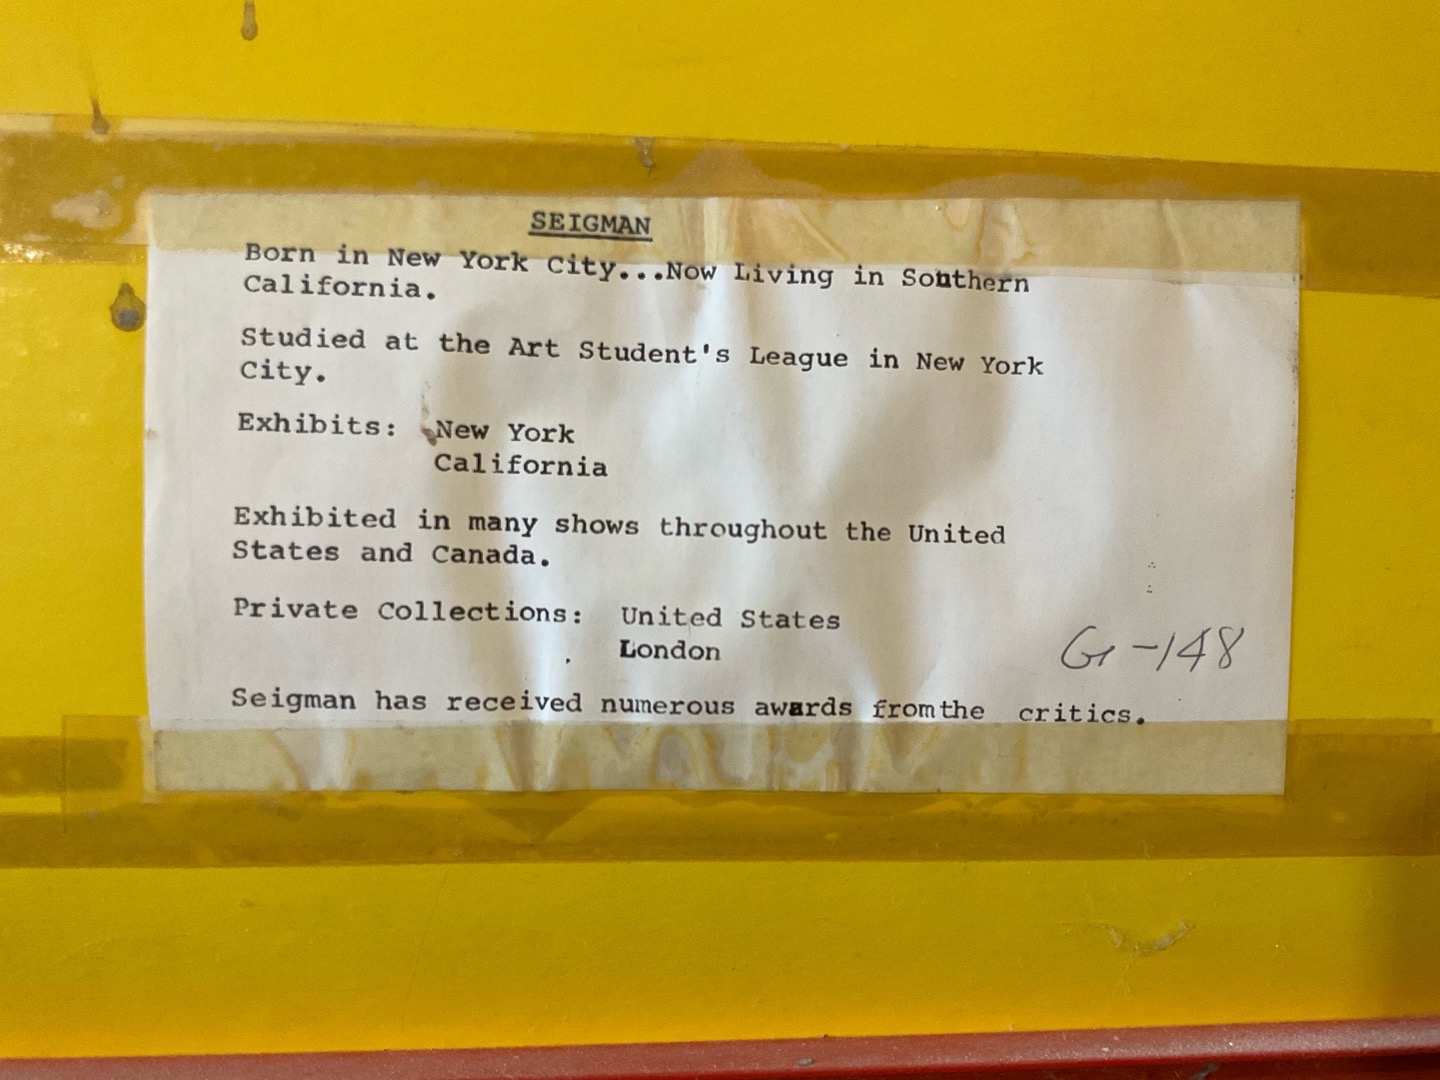 SEIGMAN
Born in New York City...Now Living in Southern
California.
Studied at the Art Student's League in New York
City.
Exhibits: New York
California
Exhibited in many shows throughout the United
States and Canada.
Private Collections: United States
London
G-148
Seigman has received numerous awards from the critics.